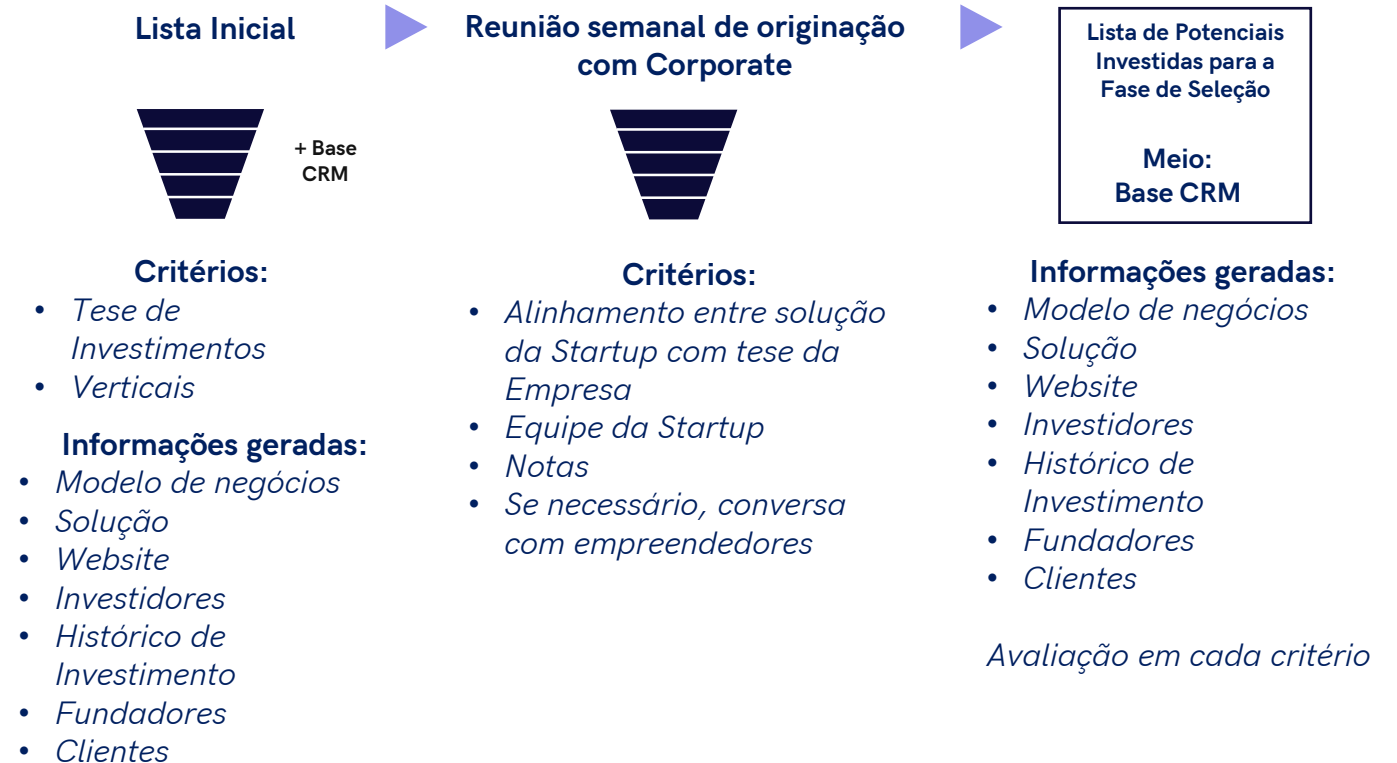 Lista Inicial
+ Base
CRM
Critérios:
• Tese de
Investimentos
• Verticais
Informações geradas:
• Modelo de negócios
• Solução
• Website
• Investidores
• Histórico de
Investimento
• Fundadores
• Clientes
Reunião semanal de originação
com Corporate
Critérios:
• Alinhamento entre solução
da Startup com tese da
Empresa
• Equipe da Startup
• Notas
• Se necessário, conversa
com empreendedores
Lista de Potenciais
Investidas para a
Fase de Seleção
Meio:
Base CRM
Informações geradas:
• Modelo de negócios
• Solução
• Website
• Investidores
• Histórico de
Investimento
• Fundadores
• Clientes
Avaliação em cada critério